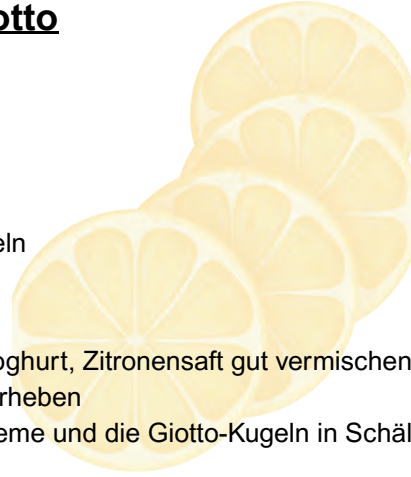 otto
eln
oghurt, Zitronensaft gut vermischen
rheben
eme und die Giotto-Kugeln in Schäl